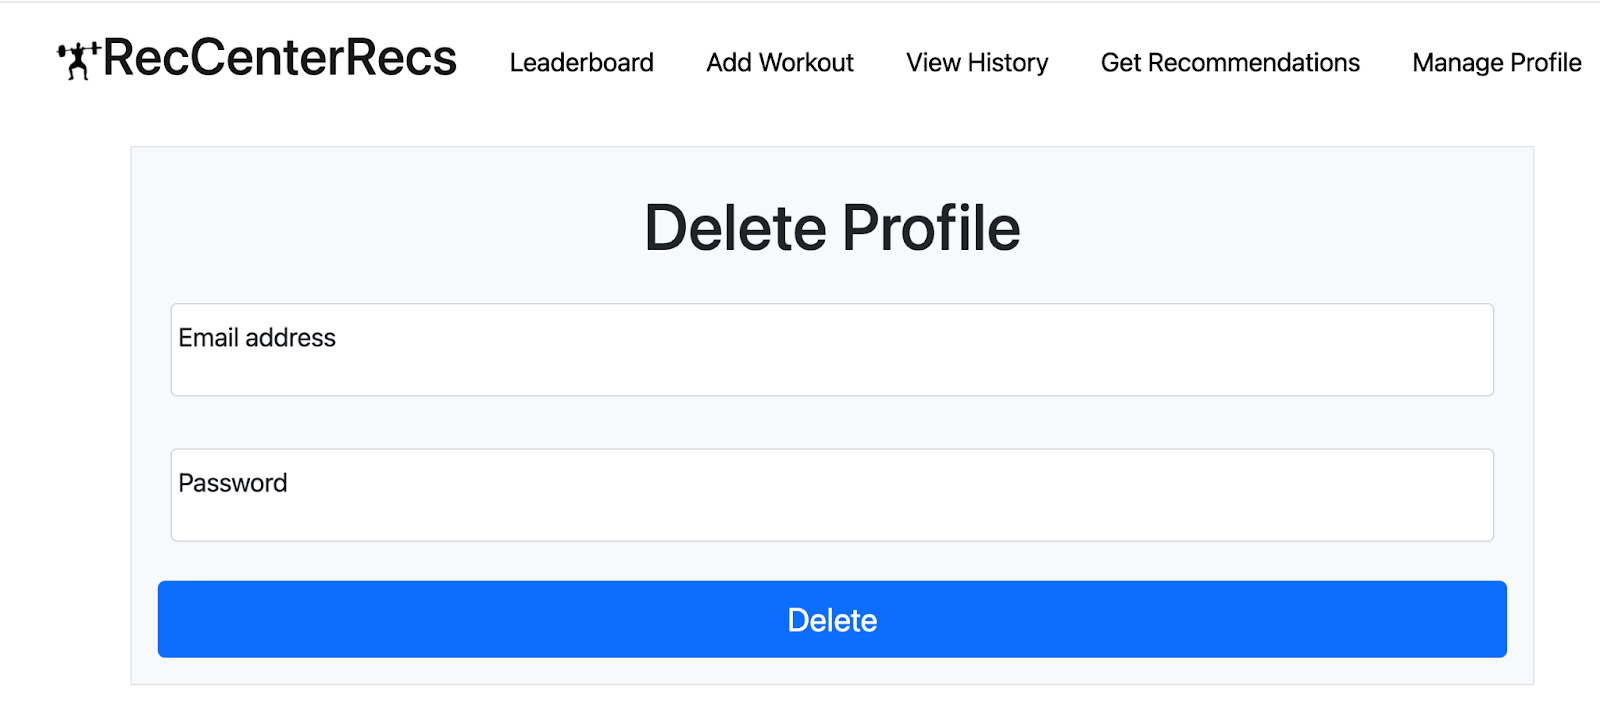 RecCenterRecs Leaderboard Add Workout View History Get Recommendations Manage Profile
Delete Profile
Email address
Password
Delete